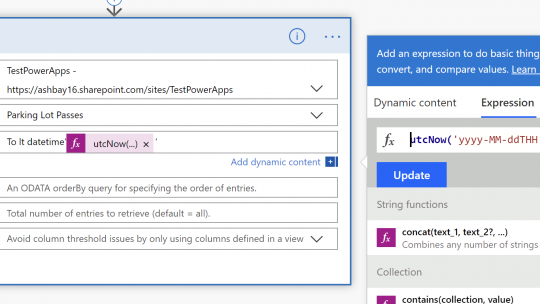 TestPowerApps -
https://ashbay16.sharepoint.com/sites/TestPowerApps
Parking Lot Passes
To lt datetime' fx utcNow(...) × '
Add dynamic content
An ODATA orderBy query for specifying the order of entries.
Total number of entries to retrieve (default = all).
Avoid column threshold issues by only using columns defined in a view
Add an expression to do basic thing
convert, and compare values. Learn
Dynamic content Expression
fx utcNow('yyyy-MM-ddTHH
Update
String functions
fx concat(text_1, text_2?, ...)
Combines any number of strings
Collection
contains(collection, value)